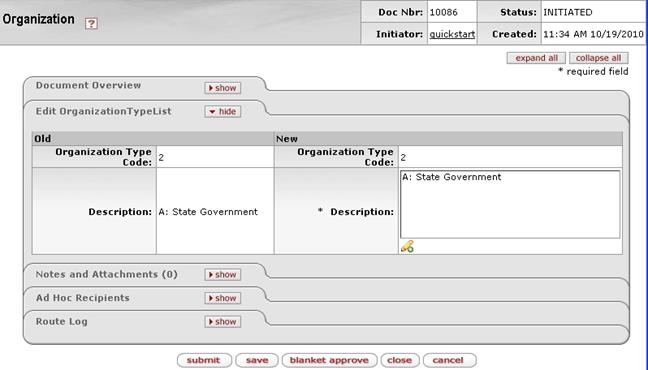 Organization ?
Doc Nbr: 10086 Status: INITIATED
Initiator: quickstart Created: 11:34 AM 10/19/2010
expand all collapse all
* required field
Document Overview show
Edit OrganizationTypeList hide
Old New
Organization Type Code: 2 Organization Type Code: 2
Description: A: State Government * Description: A: State Government
Notes and Attachments (0) show
Ad Hoc Recipients show
Route Log show
submit save blanket approve close cancel